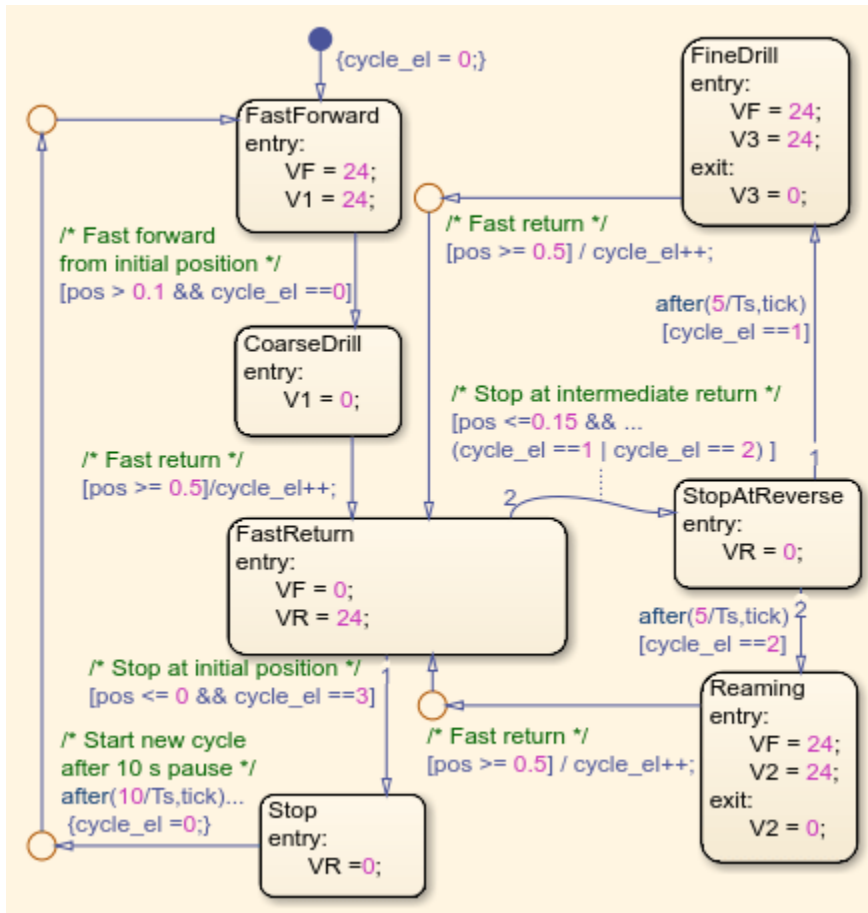 {cycle_el = 0;}
FastForward
entry:
VF = 24;
V1 = 24;
/* Fast forward
from initial position */
[pos > 0.1 && cycle_el ==0]
CoarseDrill
entry:
V1 = 0;
/* Fast return */
[pos >= 0.5]/cycle_el++;
FastReturn
entry:
VF = 0;
VR = 24;
1
/* Stop at initial position */
[pos <= 0 && cycle_el ==3]
Stop
entry:
VR =0;
/* Start new cycle
after 10 s pause */
after(10/Ts,tick)...
{cycle_el =0;}
2
/* Stop at intermediate return */
[pos <=0.15 && ...
(cycle_el ==1 | cycle_el == 2) ]
StopAtReverse
entry:
VR = 0;
1
after(5/Ts,tick)
[cycle_el ==1]
FineDrill
entry:
VF = 24;
V3 = 24;
exit:
V3 = 0;
/* Fast return */
[pos >= 0.5] / cycle_el++;
2
after(5/Ts,tick)
[cycle_el ==2]
Reaming
entry:
VF = 24;
V2 = 24;
exit:
V2 = 0;
/* Fast return */
[pos >= 0.5] / cycle_el++;